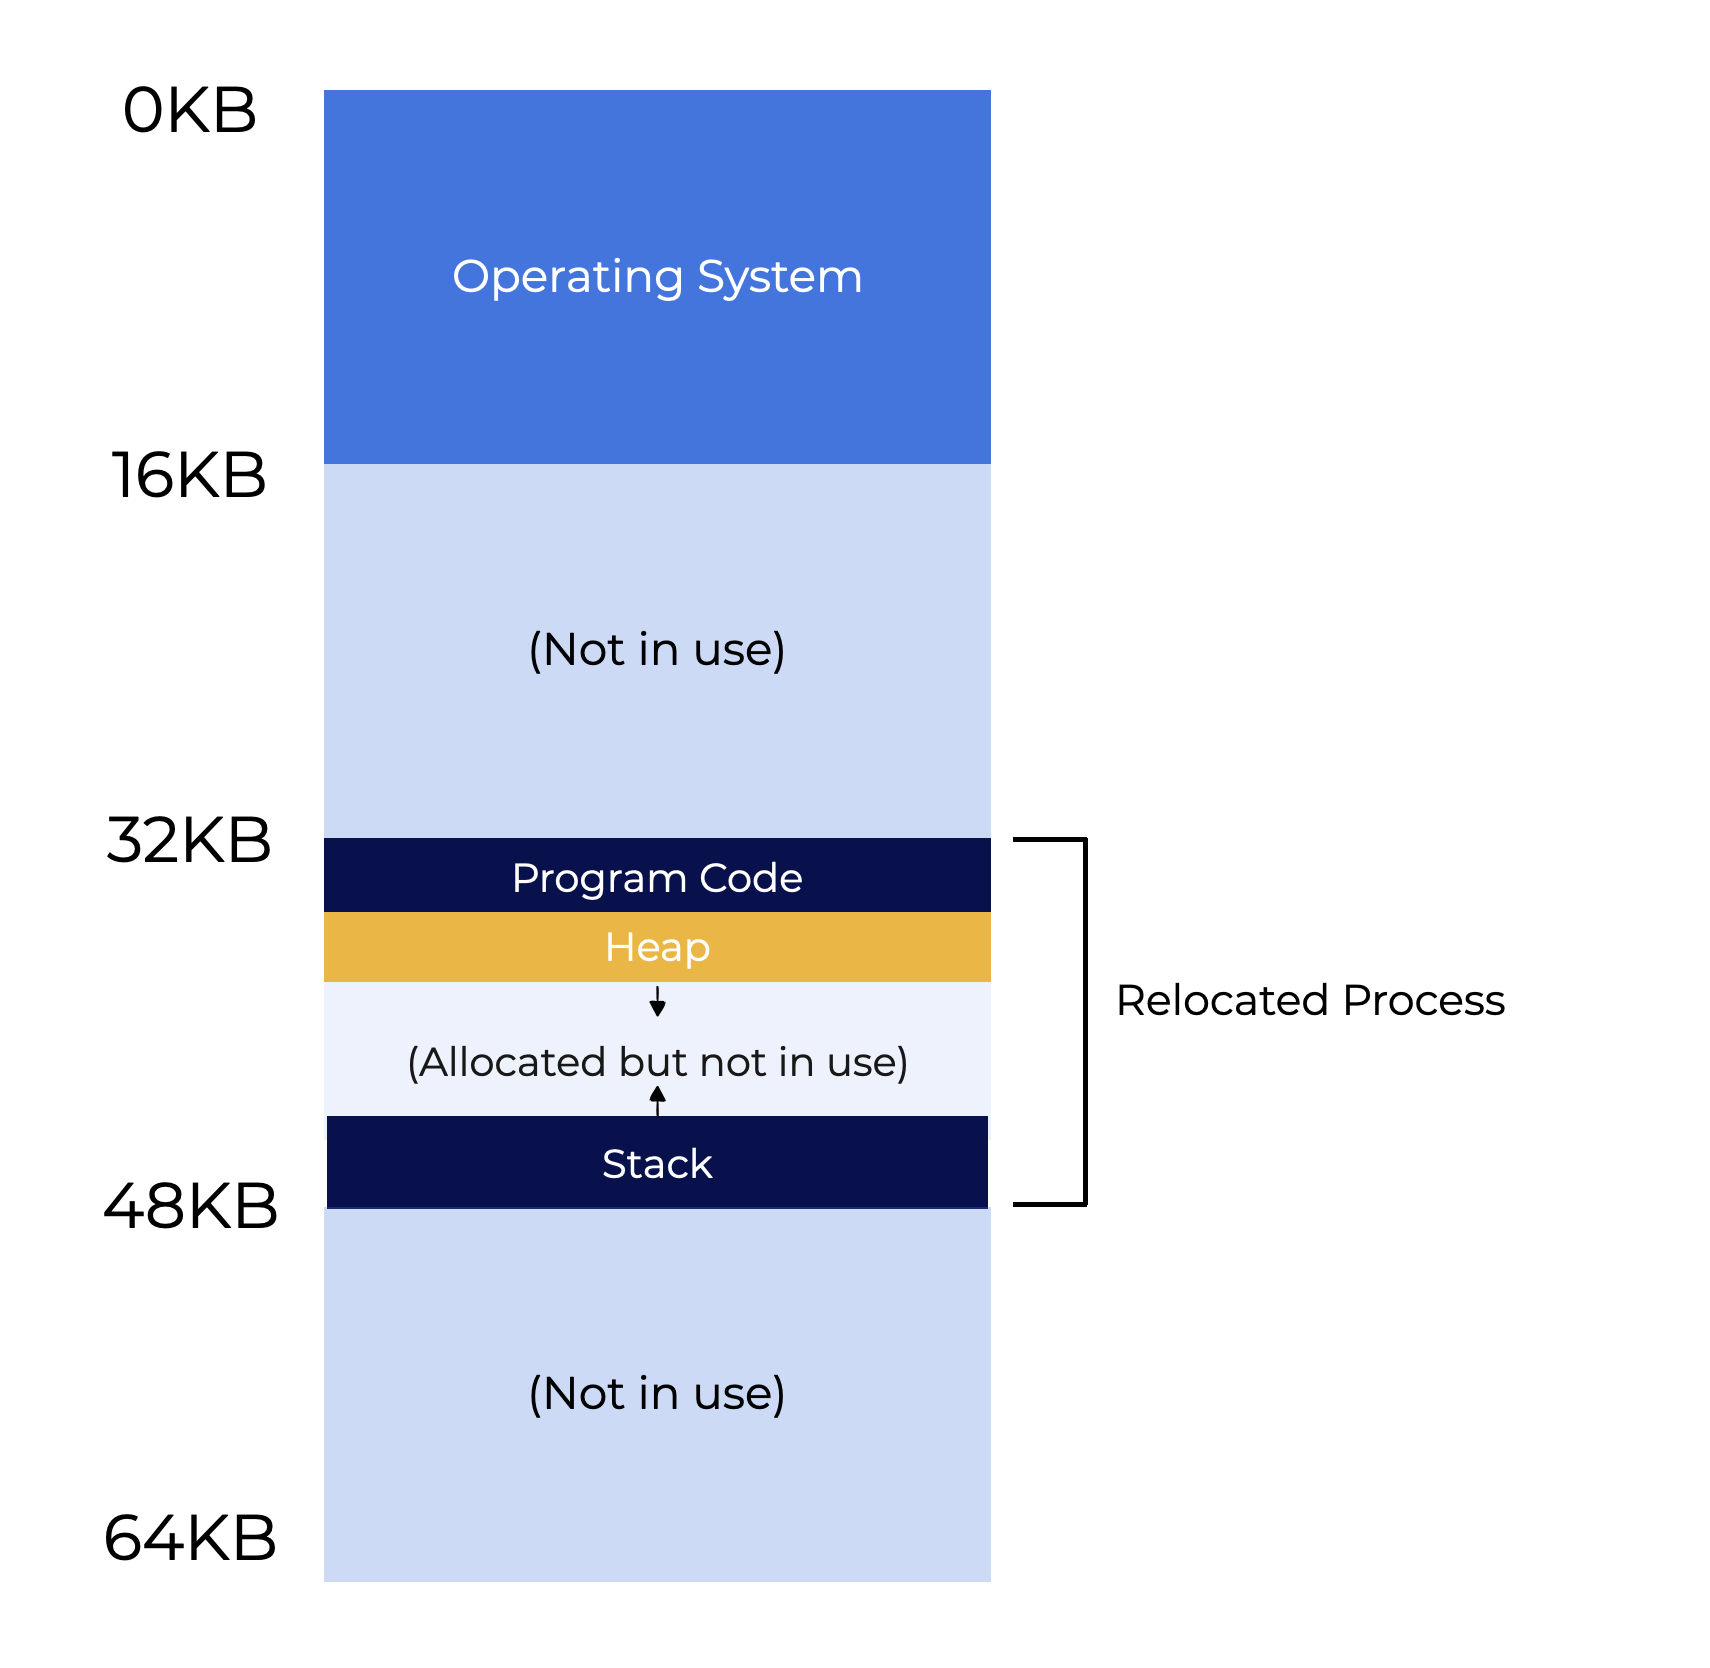 0KB
Operating System
16KB
(Not in use)
32KB
Program Code
Heap
Relocated Process
(Allocated but not in use)
Stack
48KB
(Not in use)
64KB